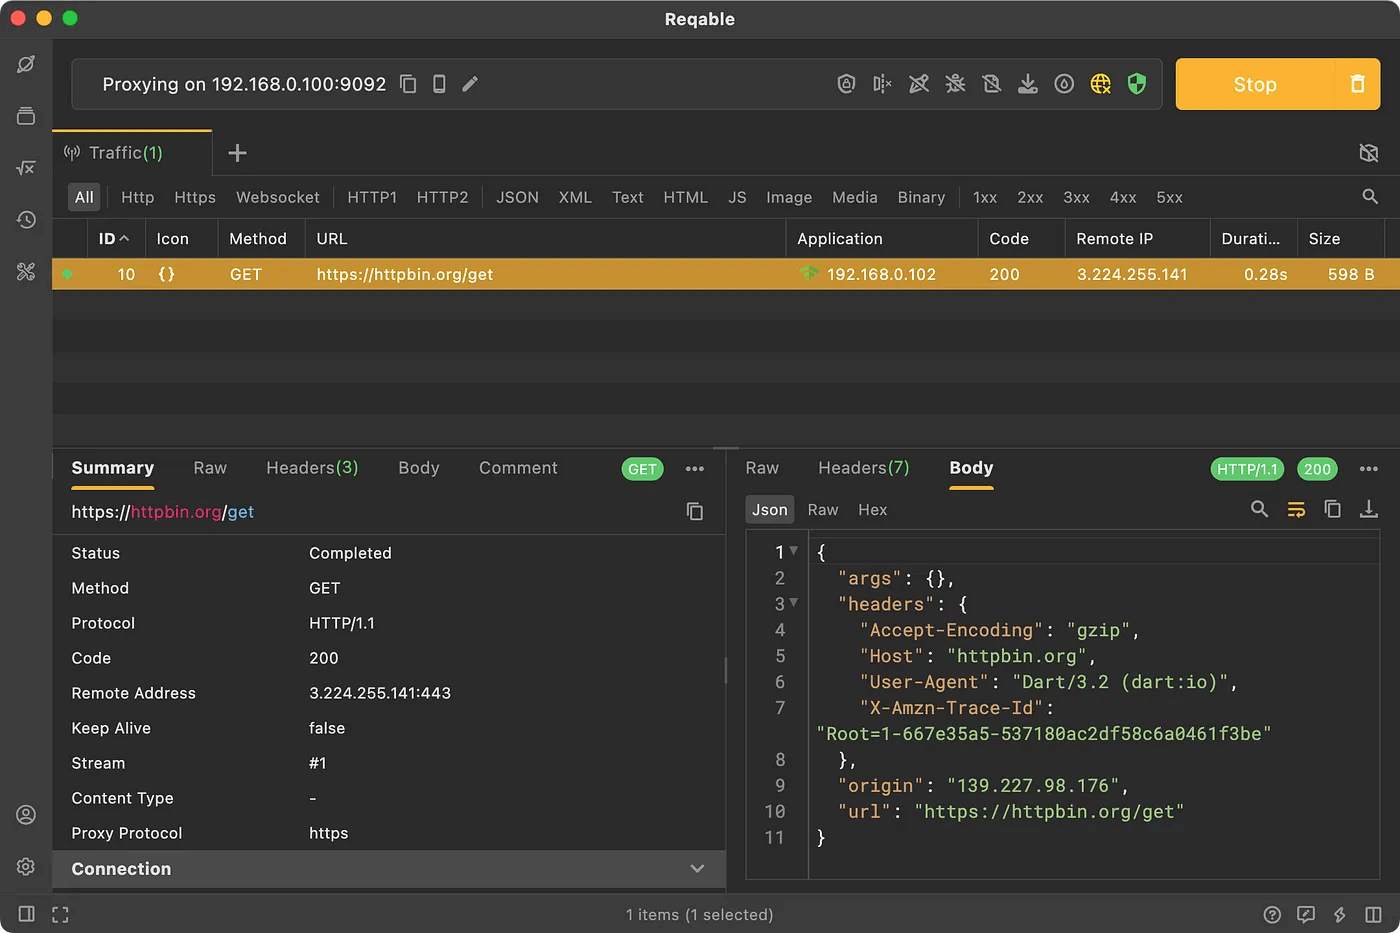 Reqable
Proxying on 192.168.0.100:9092
Stop
Traffic(1)
All Http Https Websocket HTTP1 HTTP2 JSON XML Text HTML JS Image Media Binary 1xx 2xx 3xx 4xx 5xx
ID Icon Method URL Application Code Remote IP Durati... Size
10 {} GET https://httpbin.org/get 192.168.0.102 200 3.224.255.141 0.28s 598 B
Summary Raw Headers(3) Body Comment GET
https://httpbin.org/get
Status Completed
Method GET
Protocol HTTP/1.1
Code 200
Remote Address 3.224.255.141:443
Keep Alive false
Stream #1
Content Type -
Proxy Protocol https
Connection
Raw Headers(7) Body HTTP/1.1 200
Json Raw Hex
1 {
2 "args": {},
3 "headers": {
4 "Accept-Encoding": "gzip",
5 "Host": "httpbin.org",
6 "User-Agent": "Dart/3.2 (dart:io)",
7 "X-Amzn-Trace-Id":
"Root=1-667e35a5-537180ac2df58c6a0461f3be"
8 },
9 "origin": "139.227.98.176",
10 "url": "https://httpbin.org/get"
11 }
1 items (1 selected)